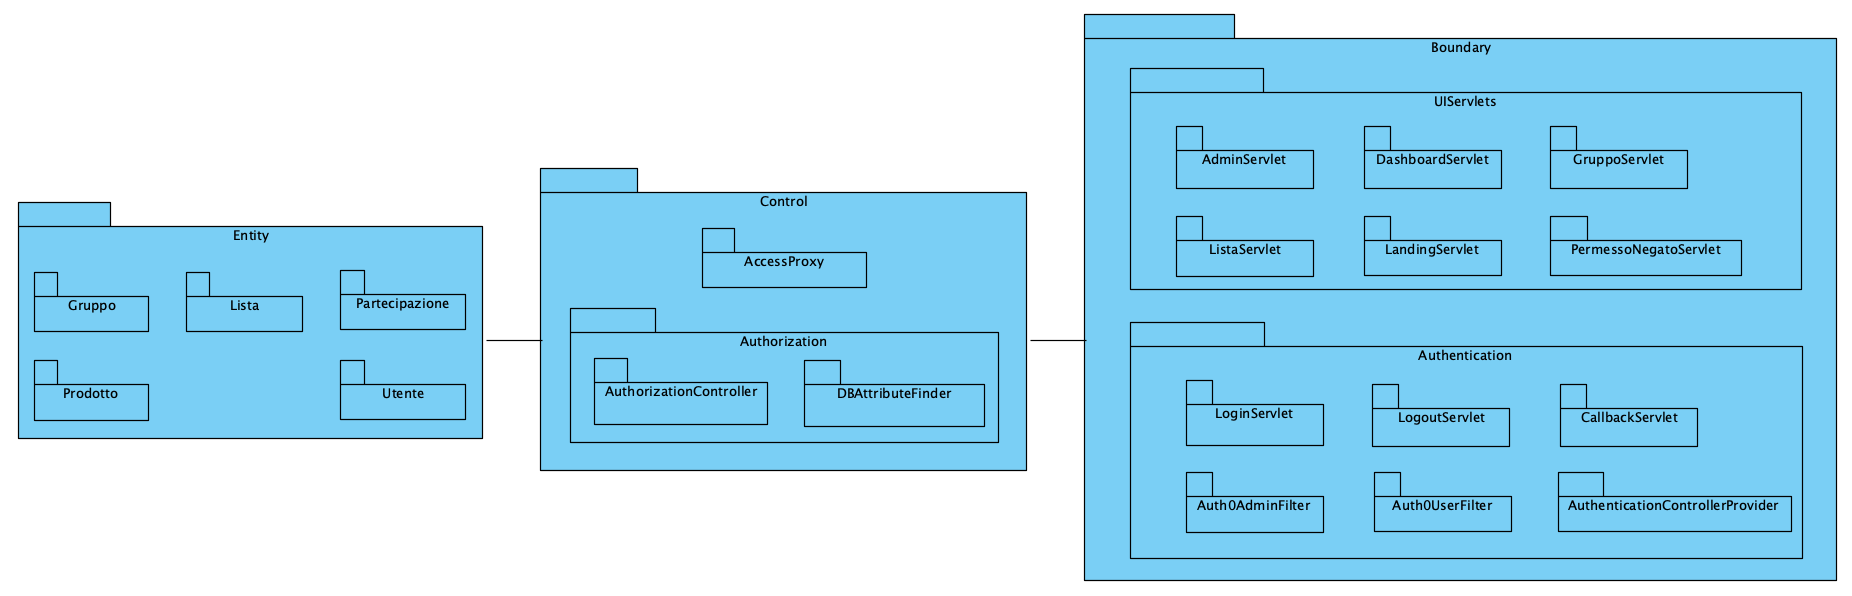 Entity
Gruppo
Lista
Partecipazione
Prodotto
Utente
Control
AccessProxy
Authorization
AuthorizationController
DBAttributeFinder
Boundary
UIServlets
AdminServlet
DashboardServlet
GruppoServlet
ListaServlet
LandingServlet
PermessoNegatoServlet
Authentication
LoginServlet
LogoutServlet
CallbackServlet
Auth0AdminFilter
Auth0UserFilter
AuthenticationControllerProvider